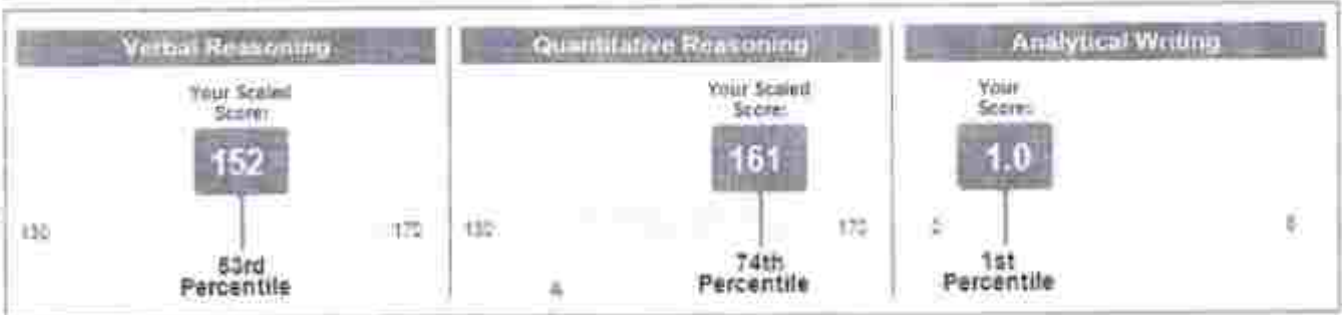 Verbal Reasoning
Your Scaled
Score:
152
130
170
53rd
Percentile
Quantitative Reasoning
Your Scaled
Score:
161
130
170
74th
Percentile
Analytical Writing
Your
Score:
1.0
0
6
1st
Percentile